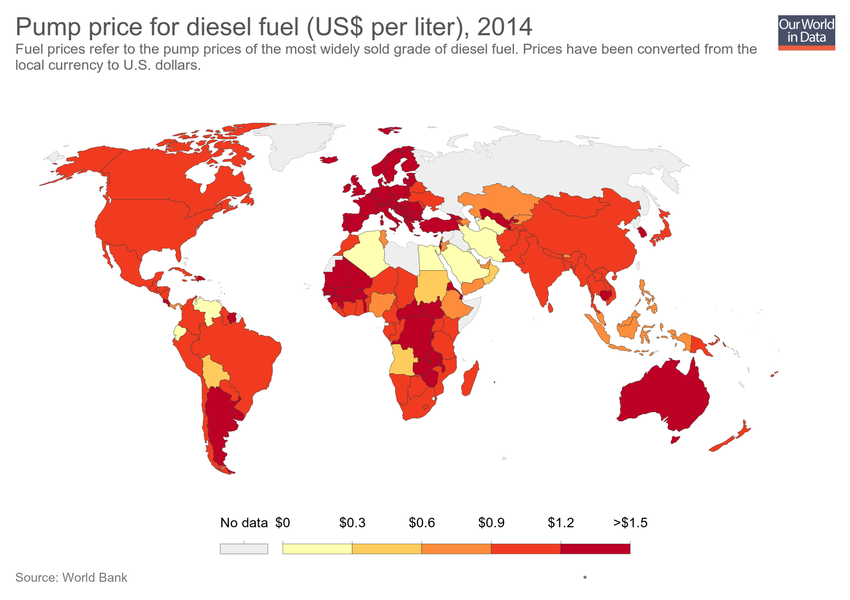 Pump price for diesel fuel (US$ per liter), 2014
Our World
in Data
Fuel prices refer to the pump prices of the most widely sold grade of diesel fuel. Prices have been converted from the
local currency to U.S. dollars.
No data $0 $0.3 $0.6 $0.9 $1.2 >$1.5
Source: World Bank